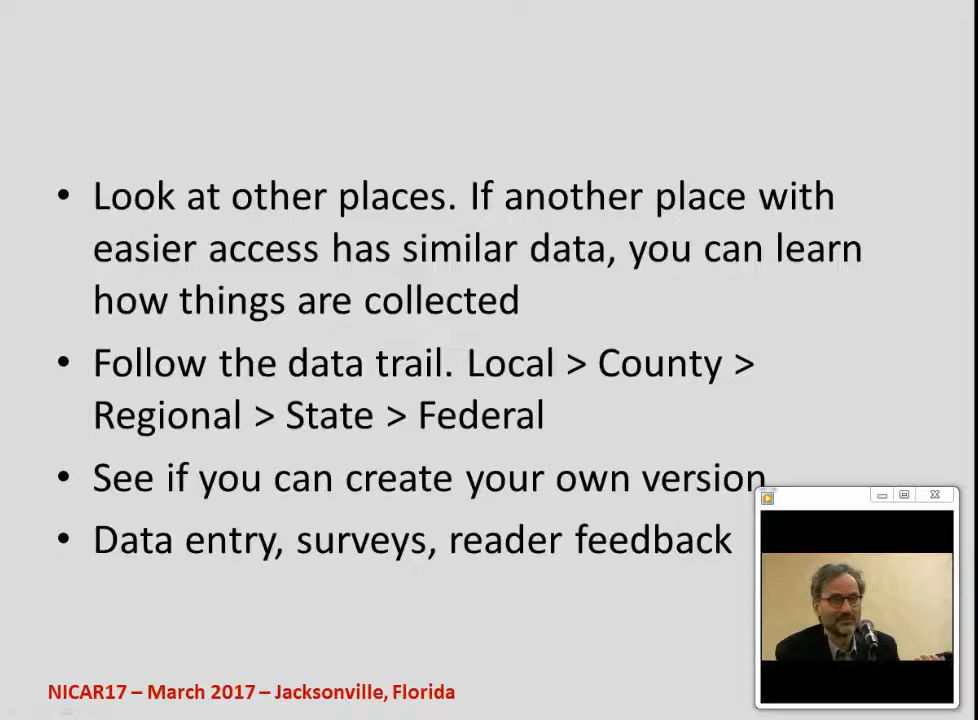 • Look at other places. If another place with
easier access has similar data, you can learn
how things are collected
• Follow the data trail. Local > County >
Regional > State > Federal
• See if you can create your own version
• Data entry, surveys, reader feedback
NICAR17 – March 2017 – Jacksonville, Florida